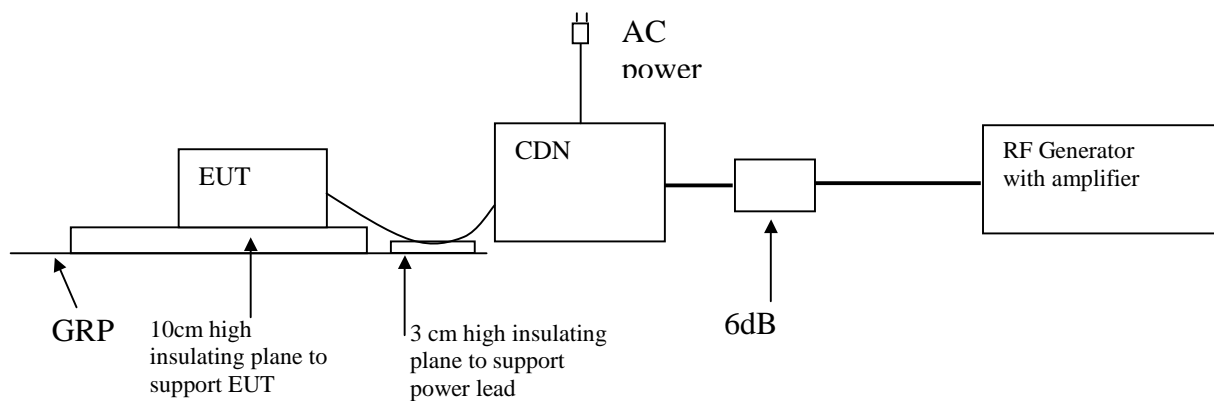 AC
power
EUT
CDN
RF Generator
with amplifier
GRP
10cm high
insulating plane to
support EUT
3 cm high insulating
plane to support
power lead
6dB